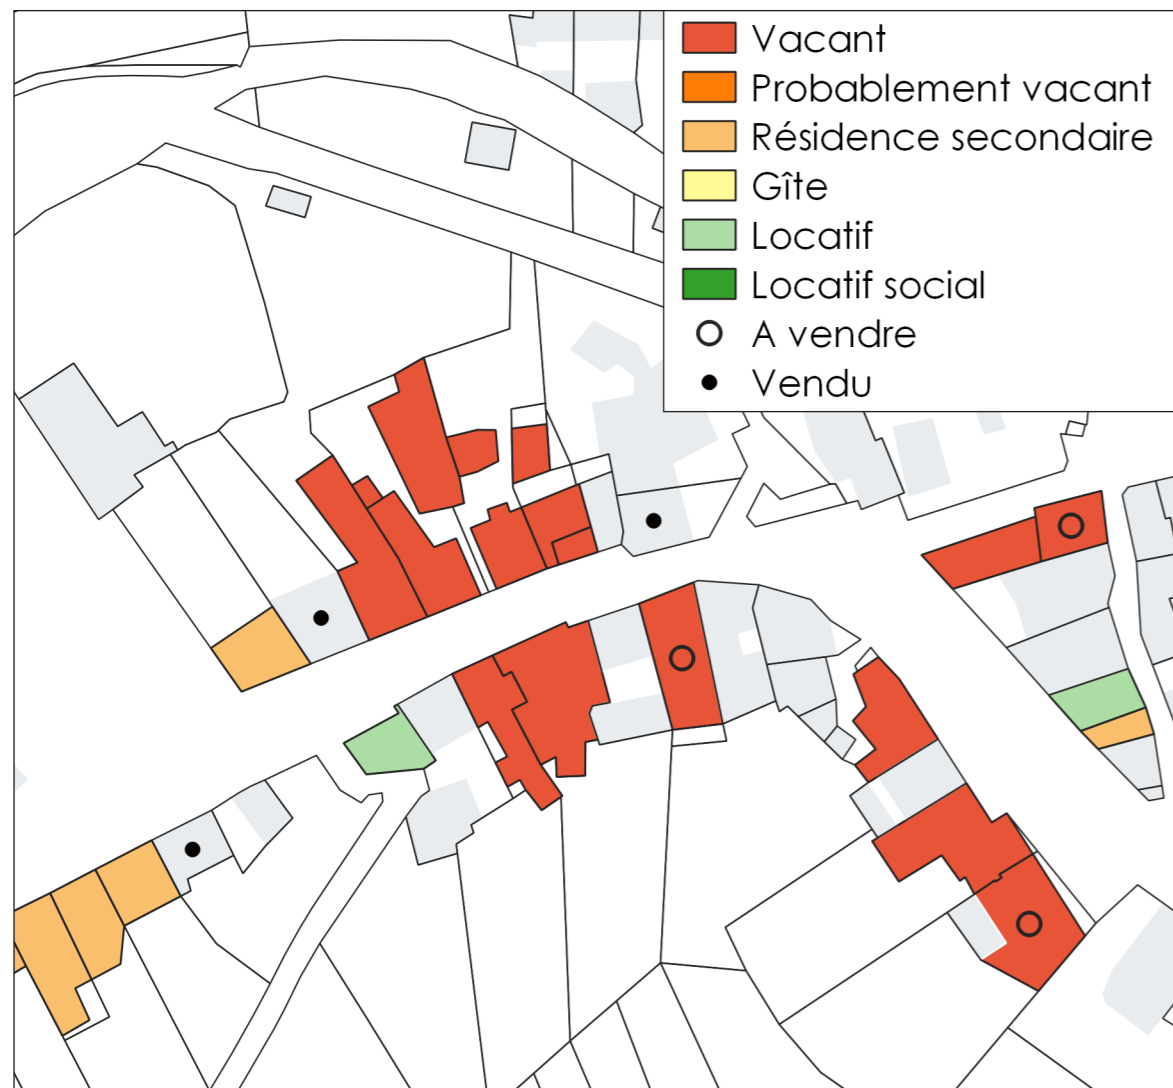 Vacant
Probablement vacant
Résidence secondaire
Gîte
Locatif
Locatif social
A vendre
Vendu